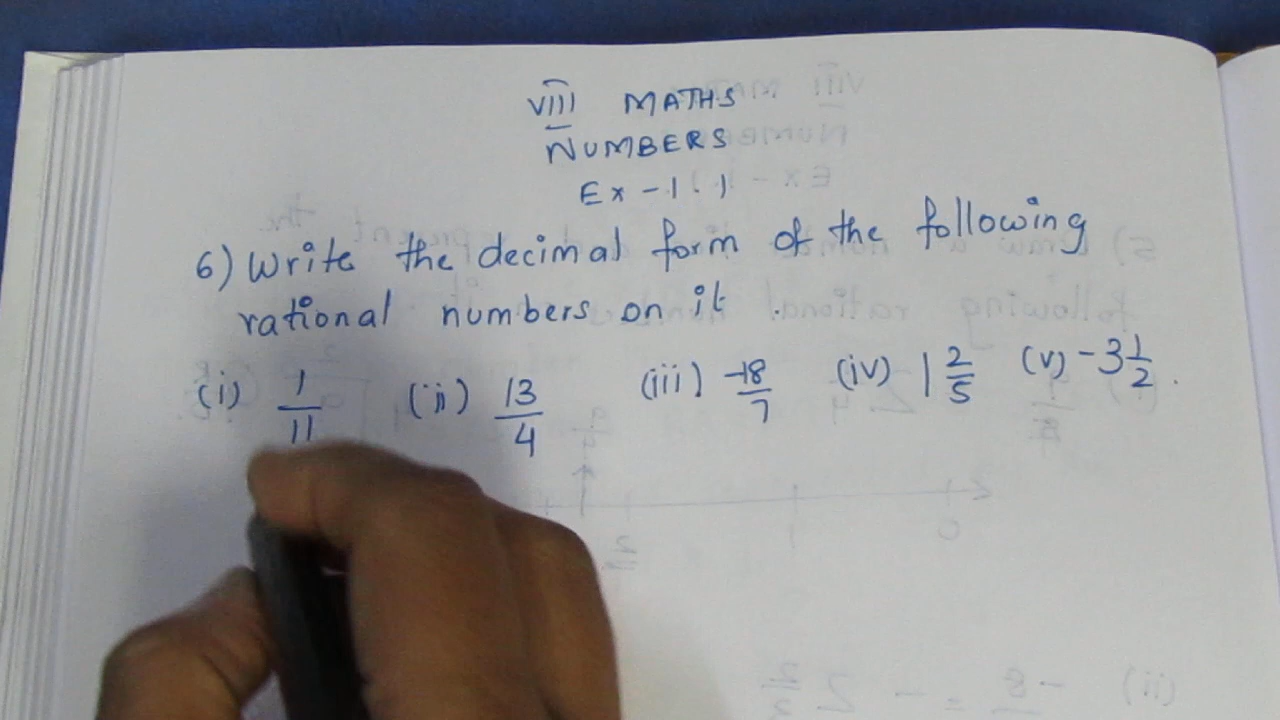 VIII MATHS
NUMBERS
Ex - 1.1
6) Write the decimal form of the following
rational numbers on it .
(i) 1/11 (ii) 13/4 (iii) -18/7 (iv) 1 2/5 (v) -3 1/2 .